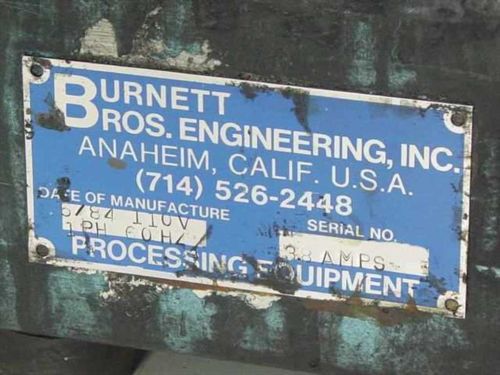 BURNETT
BROS. ENGINEERING, INC.
ANAHEIM, CALIF. U.S.A.
(714) 526-2448
DATE OF MANUFACTURE SERIAL NO.
6/84 110V
1PH 60HZ 38 AMPS
PROCESSING EQUIPMENT